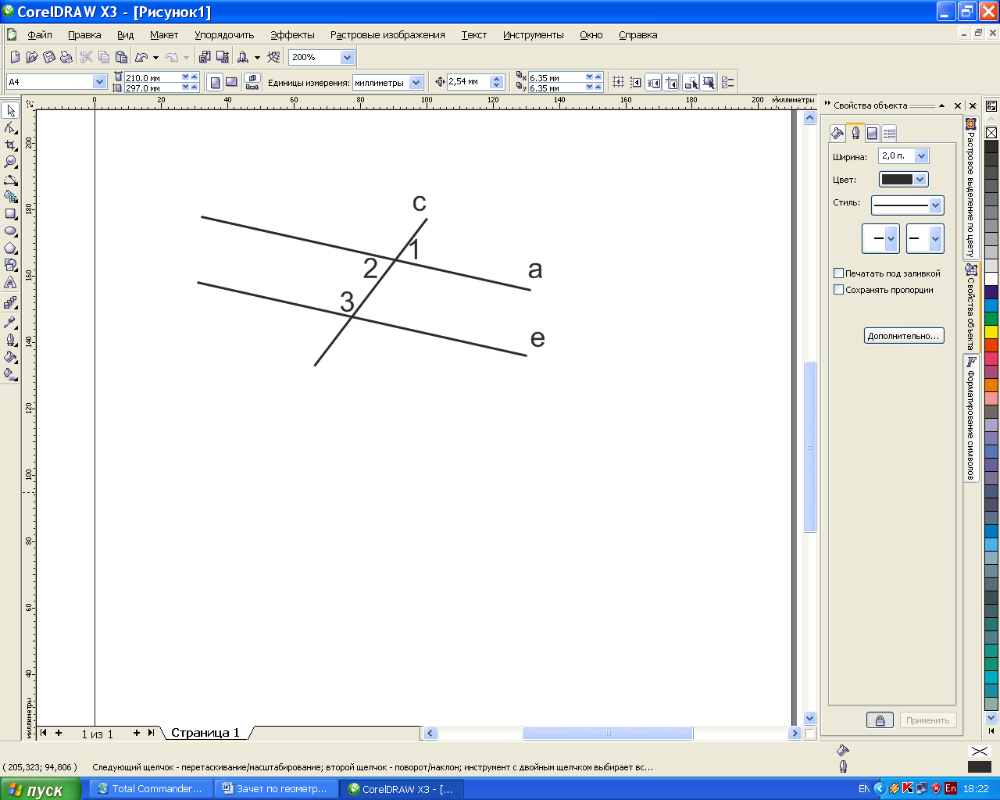 CorelDRAW X3 - [Рисунок1]
Файл Правка Вид Макет Упорядочить Эффекты Растровые изображения Текст Инструменты Окно Справка
200%
A4 210.0 мм Единицы измерения: миллиметры 2,54 мм 6.35 мм
297.0 мм 6.35 мм
0 20 40 60 80 100 120 140 160 180 200 миллиметры
200
180
160
140
120
100
80
60
40
миллиметры
c
1
2
a
3
e
Свойства объекта
Ширина: 2,0 п.
Цвет:
Стиль:
Печатать под заливкой
Сохранять пропорции
Дополнительно...
Применить
Растровое выделение по цвету
Свойства объекта
Форматирование символов
1 из 1 Страница 1
( 205,323; 94,806 ) Следующий щелчок - перетаскивание/масштабирование; второй щелчок - поворот/наклон; инструмент с двойным щелчком выбирает вс...
пуск Total Commander... Зачет по геометр... CorelDRAW X3 - [... EN En 18:22